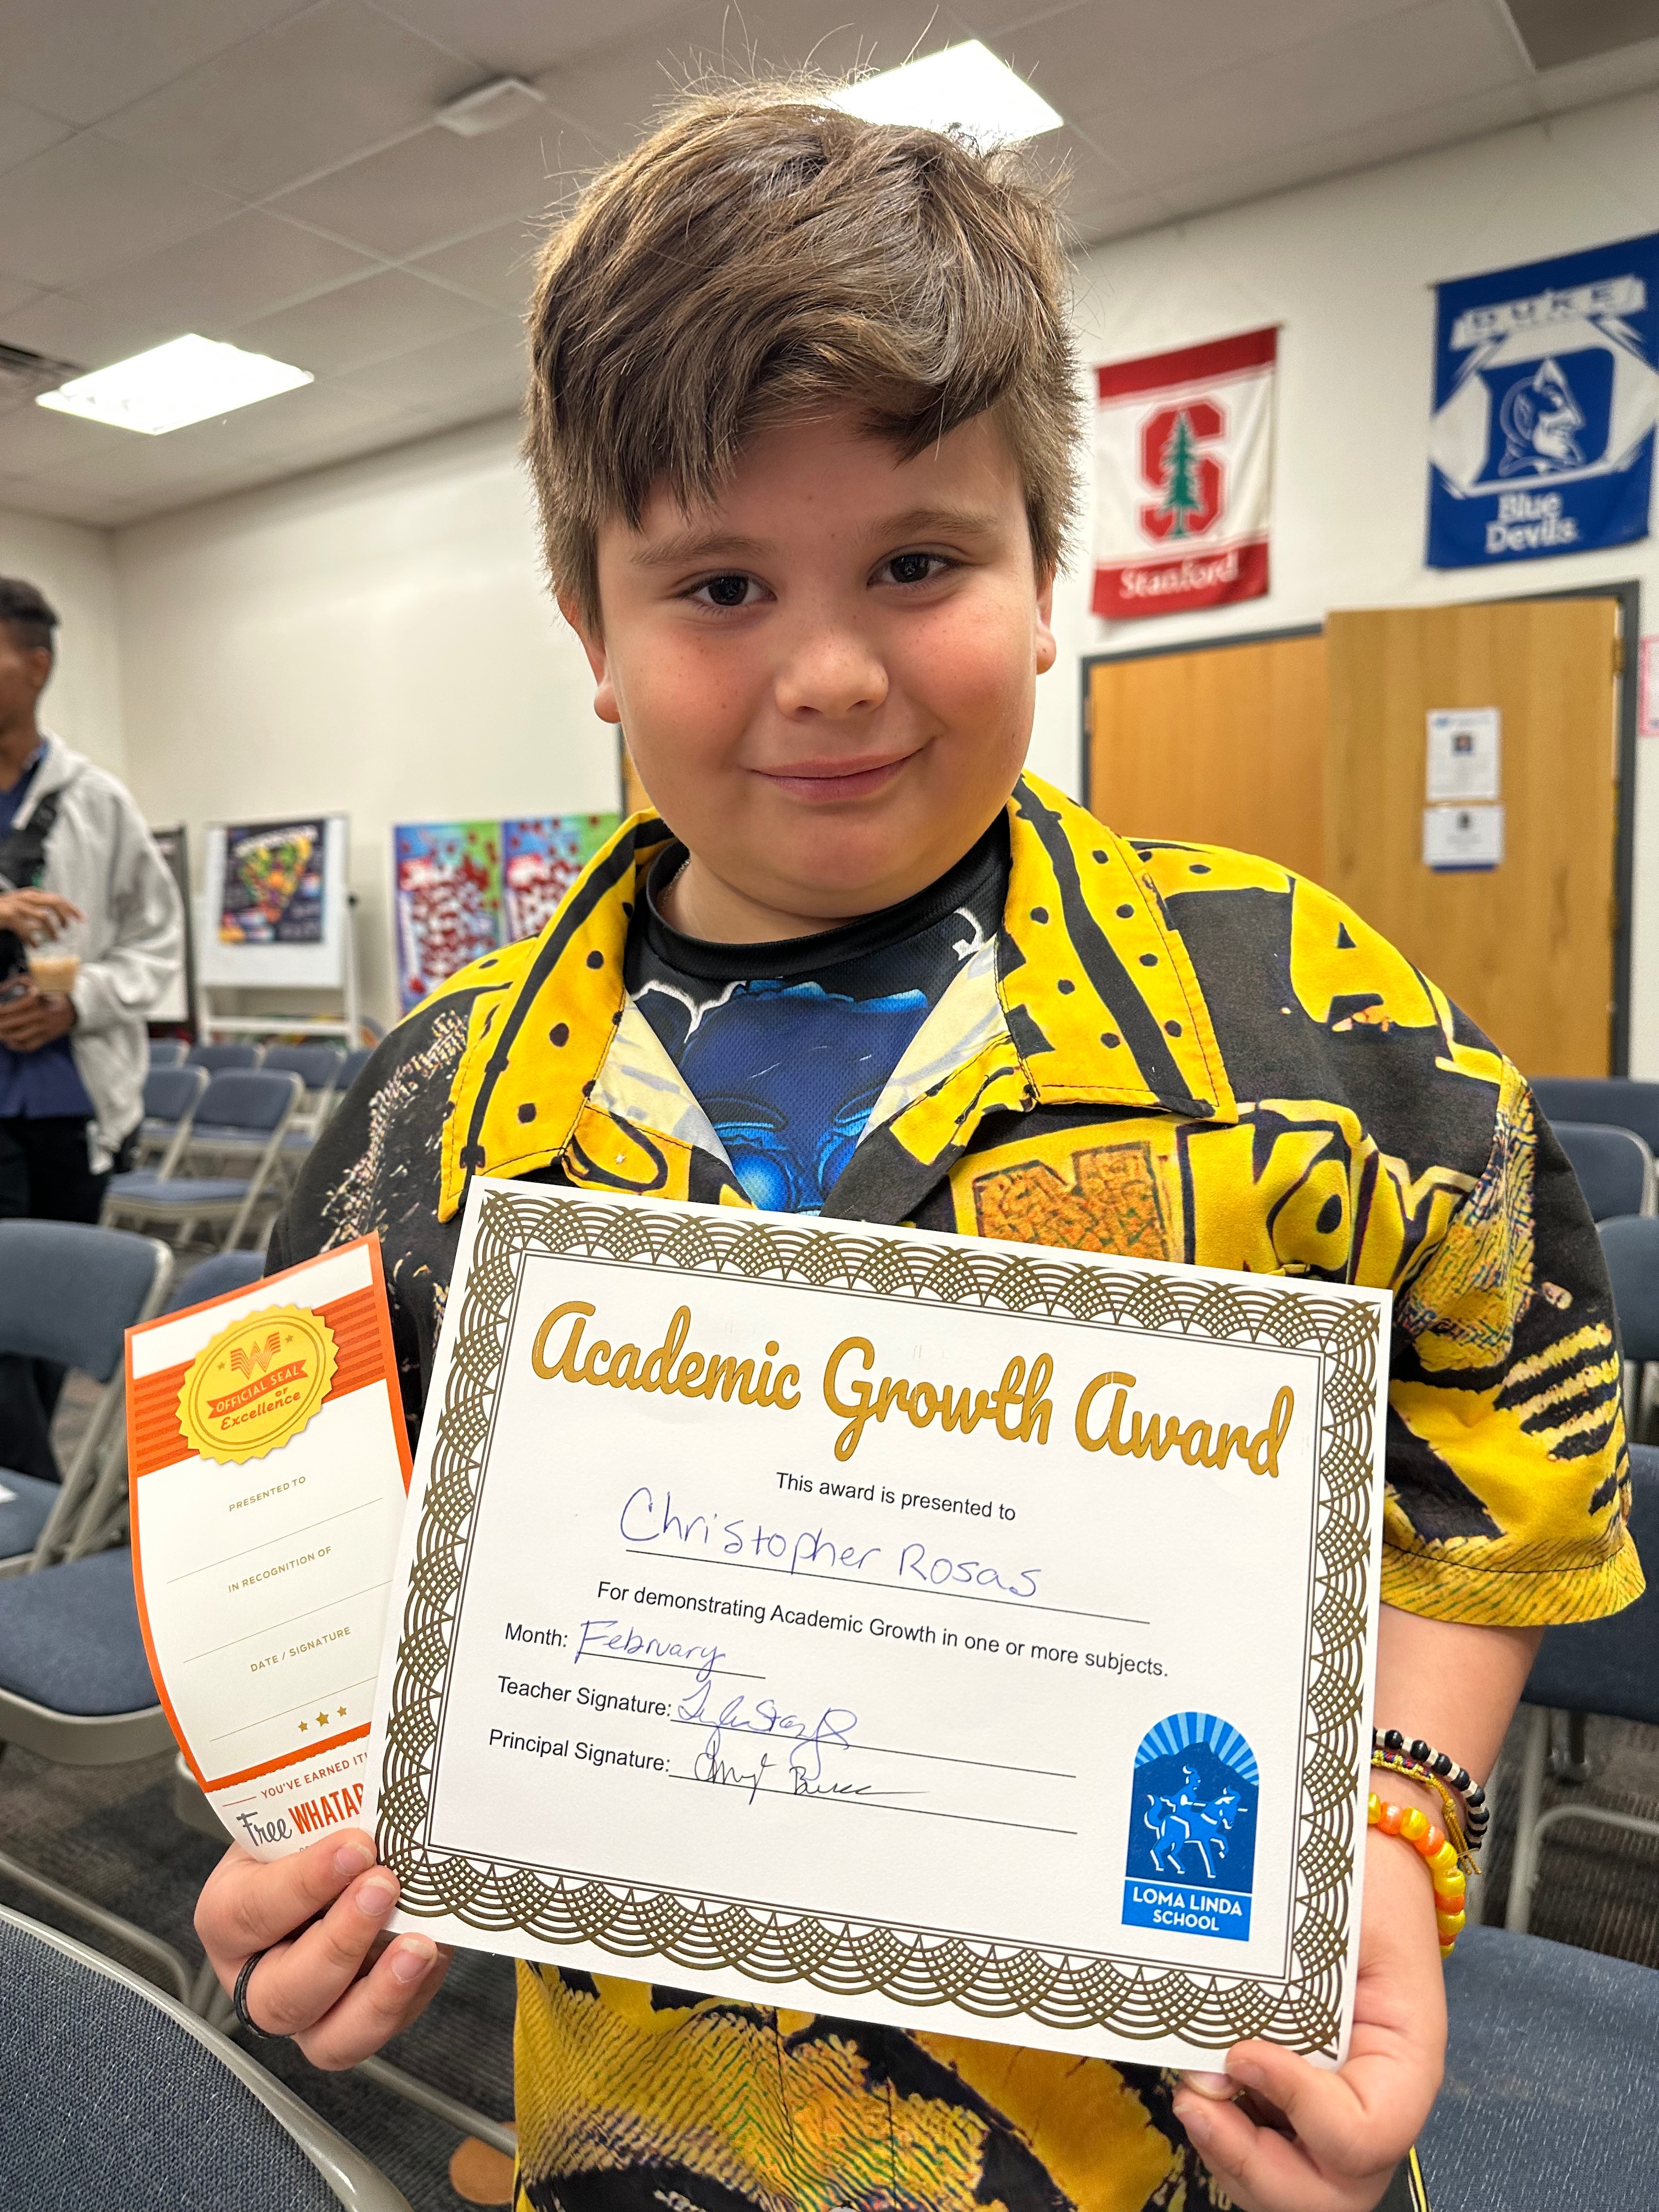 DUKE
Blue
Devils
S
Stanford
W
OFFICIAL SEAL
OF
Excellence
PRESENTED TO
IN RECOGNITION OF
DATE / SIGNATURE
YOU'VE EARNED IT!
Free WHATAB
Academic Growth Award
This award is presented to
Christopher Rosas
For demonstrating Academic Growth in one or more subjects.
Month: February
Teacher Signature:
Principal Signature:
LOMA LINDA
SCHOOL